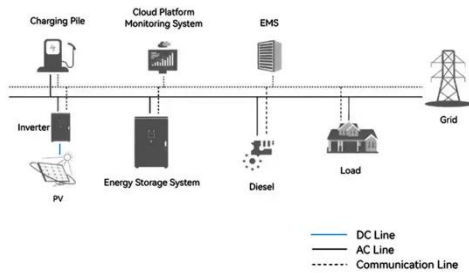 Charging Pile
Cloud Platform
Monitoring System
EMS
Inverter
Grid
PV
Energy Storage System
Diesel
Load
DC Line
AC Line
Communication Line